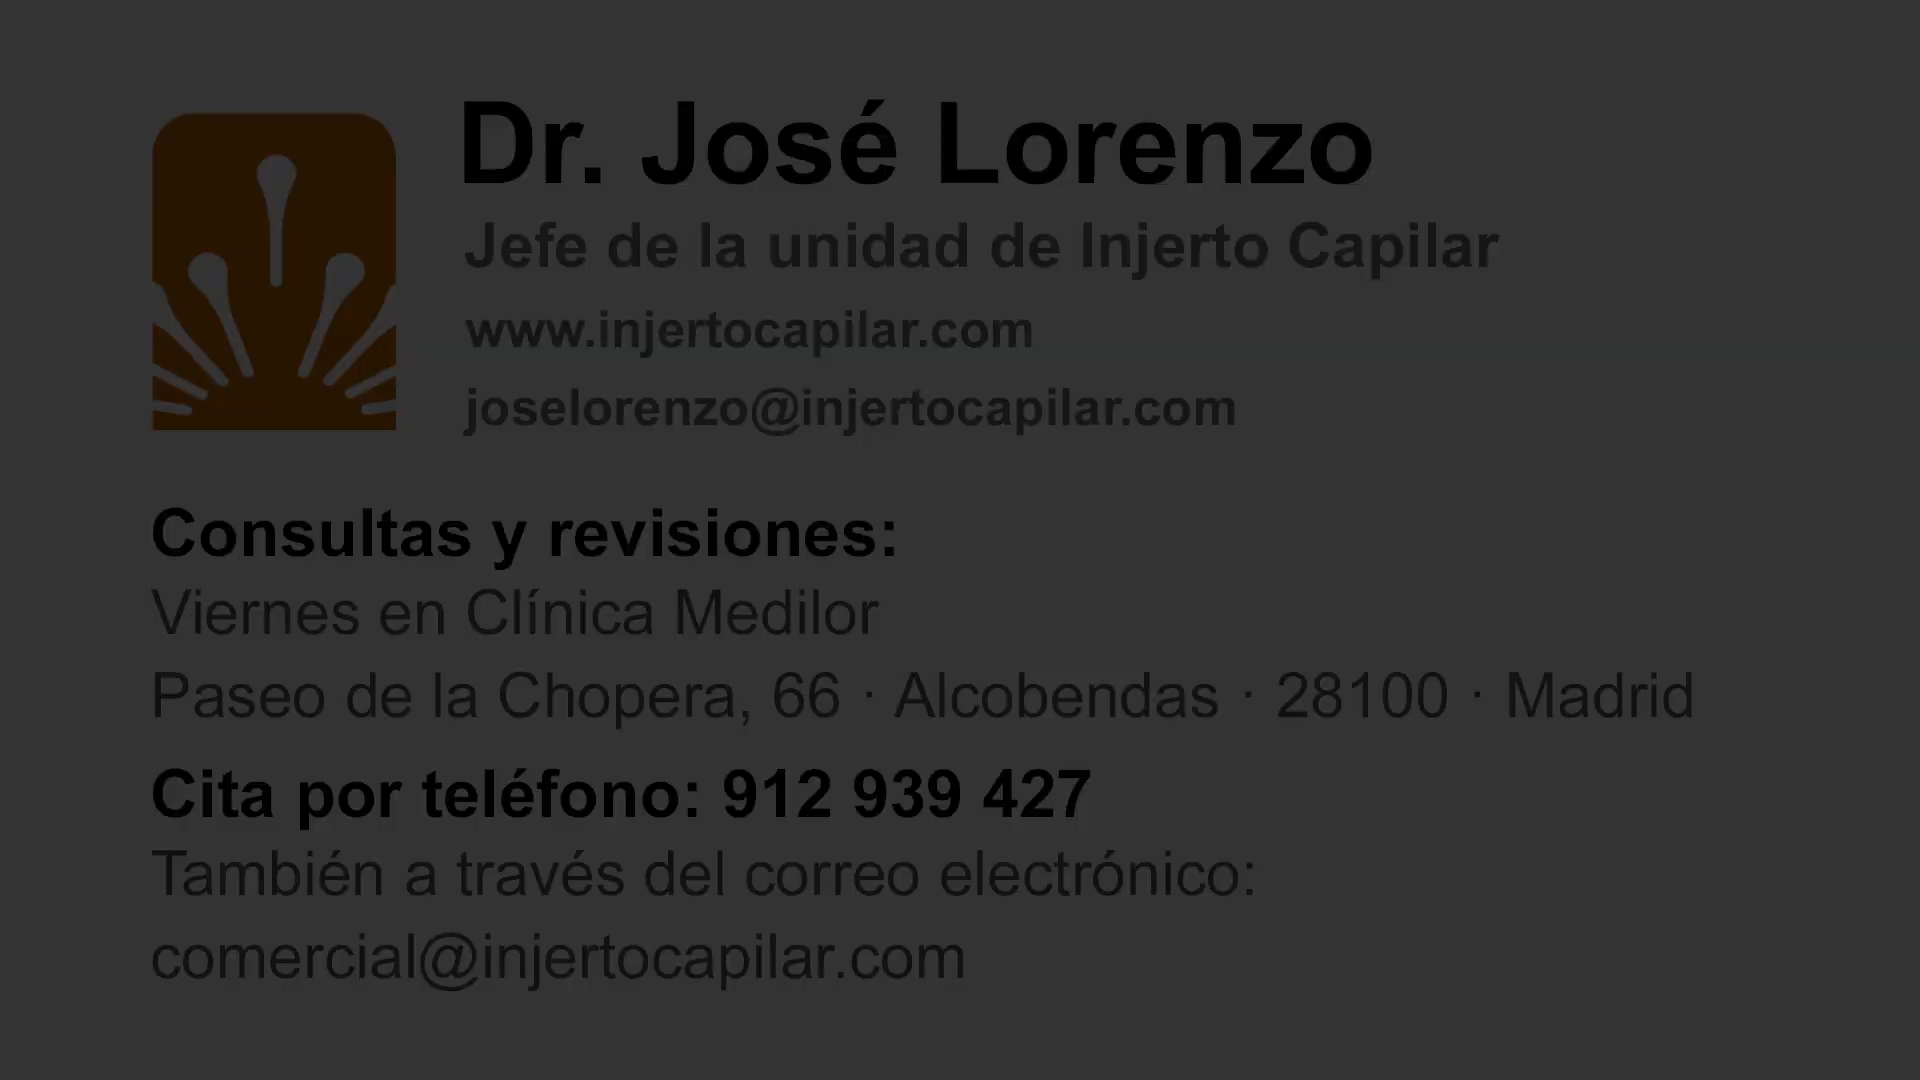 Dr. José Lorenzo
Jefe de la unidad de Injerto Capilar
www.injertocapilar.com
joselorenzo@injertocapilar.com
Consultas y revisiones:
Viernes en Clínica Medilor
Paseo de la Chopera, 66 · Alcobendas · 28100 · Madrid
Cita por teléfono: 912 939 427
También a través del correo electrónico:
comercial@injertocapilar.com